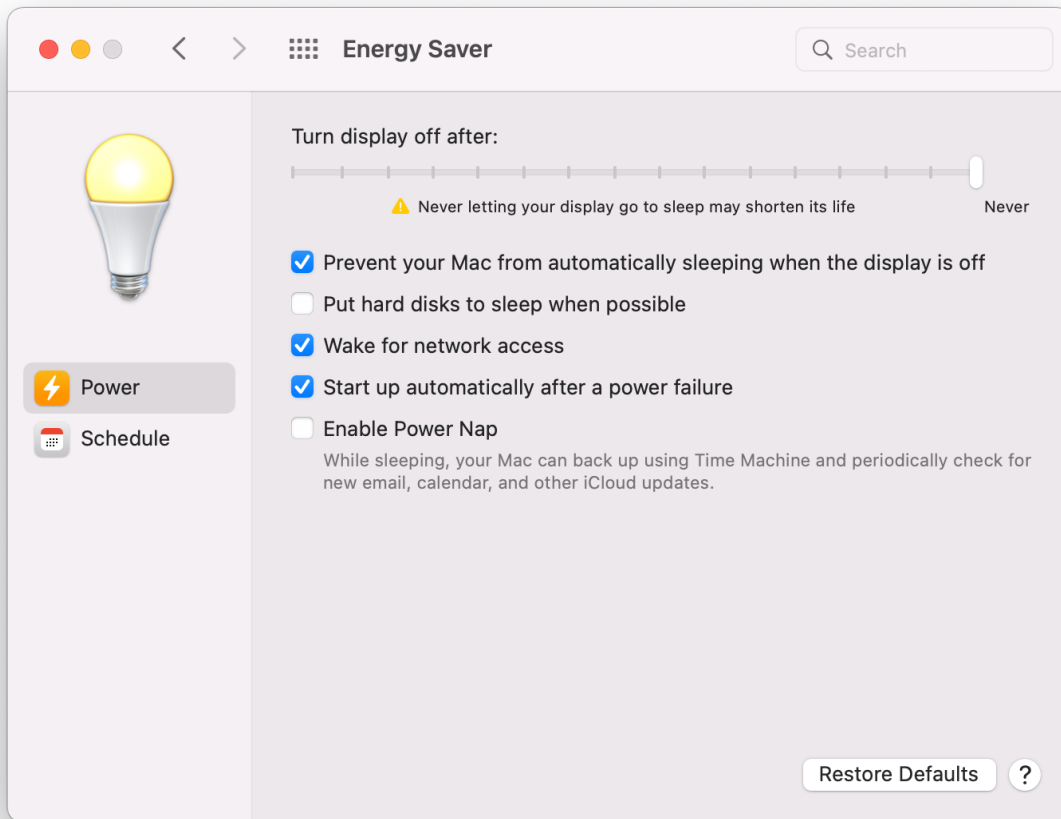 Energy Saver
Search
Turn display off after:
Never letting your display go to sleep may shorten its life
Never
Prevent your Mac from automatically sleeping when the display is off
Put hard disks to sleep when possible
Wake for network access
Start up automatically after a power failure
Enable Power Nap
While sleeping, your Mac can back up using Time Machine and periodically check for
new email, calendar, and other iCloud updates.
Power
Schedule
Restore Defaults
?